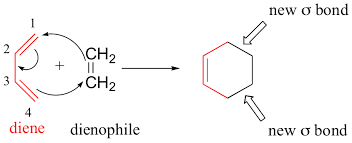 new σ bond
1
2
3
4
+
CH₂
CH₂
diene
dienophile
new σ bond